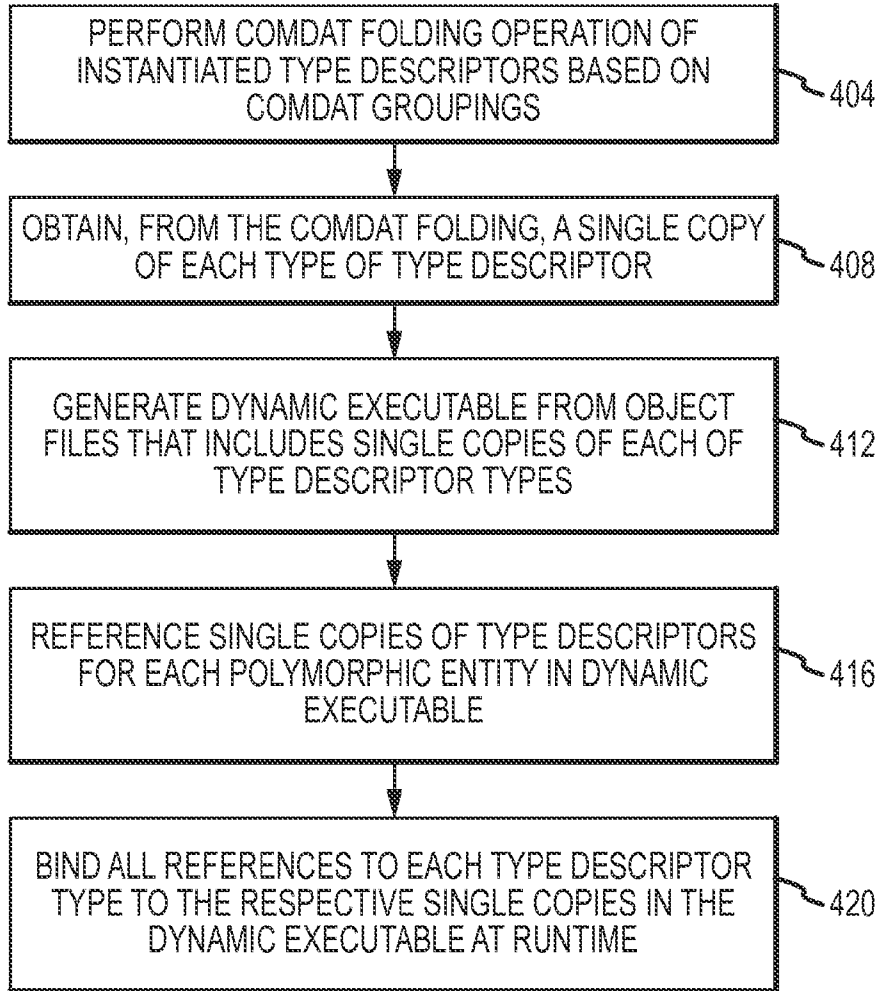 PERFORM COMDAT FOLDING OPERATION OF
INSTANTIATED TYPE DESCRIPTORS BASED ON
COMDAT GROUPINGS
404
OBTAIN, FROM THE COMDAT FOLDING, A SINGLE COPY
OF EACH TYPE OF TYPE DESCRIPTOR
408
GENERATE DYNAMIC EXECUTABLE FROM OBJECT
FILES THAT INCLUDES SINGLE COPIES OF EACH OF
TYPE DESCRIPTOR TYPES
412
REFERENCE SINGLE COPIES OF TYPE DESCRIPTORS
FOR EACH POLYMORPHIC ENTITY IN DYNAMIC
EXECUTABLE
416
BIND ALL REFERENCES TO EACH TYPE DESCRIPTOR
TYPE TO THE RESPECTIVE SINGLE COPIES IN THE
DYNAMIC EXECUTABLE AT RUNTIME
420